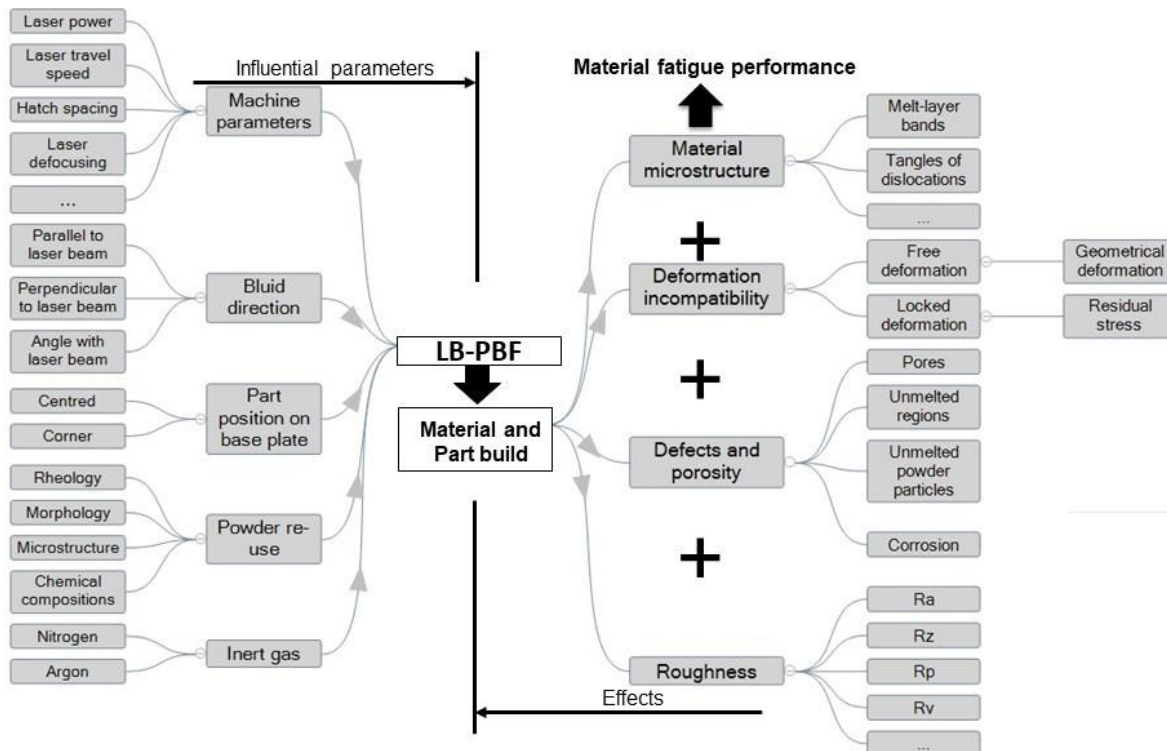 Laser power
Laser travel
speed
Hatch spacing
Laser
defocusing
...
Parallel to
laser beam
Perpendicular
to laser beam
Angle with
laser beam
Centred
Corner
Rheology
Morphology
Microstructure
Chemical
compositions
Nitrogen
Argon
Influential parameters
Machine
parameters
Bluid
direction
Part
position on
base plate
Powder re-
use
Inert gas
LB-PBF
Material and
Part build
Material fatigue performance
Material
microstructure
+
Deformation
incompatibility
+
Defects and
porosity
+
Roughness
Effects
Melt-layer
bands
Tangles of
dislocations
...
Free
deformation
Locked
deformation
Geometrical
deformation
Residual
stress
Pores
Unmelted
regions
Unmelted
powder
particles
Corrosion
Ra
Rz
Rp
Rv
...